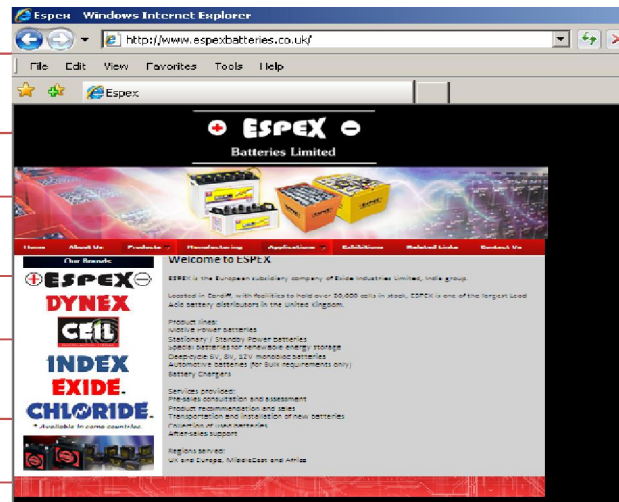 Espex Windows Internet Explorer
http://www.espexbatteries.co.uk/
File Edit View Favorites Tools Help
Espex
ESPEX
Batteries Limited
Home About Us Products Manufacturing Applications Exhibitions Related Links Contact Us
Our Brands
ESPEX
DYNEX
CEIL
INDEX
EXIDE
CHLORIDE
* Available in some countries.
Welcome to ESPEX
ESPEX is the European subsidiary company of Exide Industries Limited, India group.
Located in Cardiff, with facilities to hold over 20,000 cells in stock, ESPEX is one of the largest Lead
Acid battery distributors in the United Kingdom.
Product lines:
Motive Power batteries
Stationary / Standby Power batteries
Special batteries for renewable energy storage
Deepcycle 6V, 8V, 12V monobloc batteries
Automotive batteries (for Bulk requirements only)
Battery Chargers
Services provided:
Pre-sales consultation and assessment
Product recommendation and sales
Transportation and installation of new batteries
Collection of used batteries
After-sales support
Regions served:
UK and Europe, MiddleEast and Africa